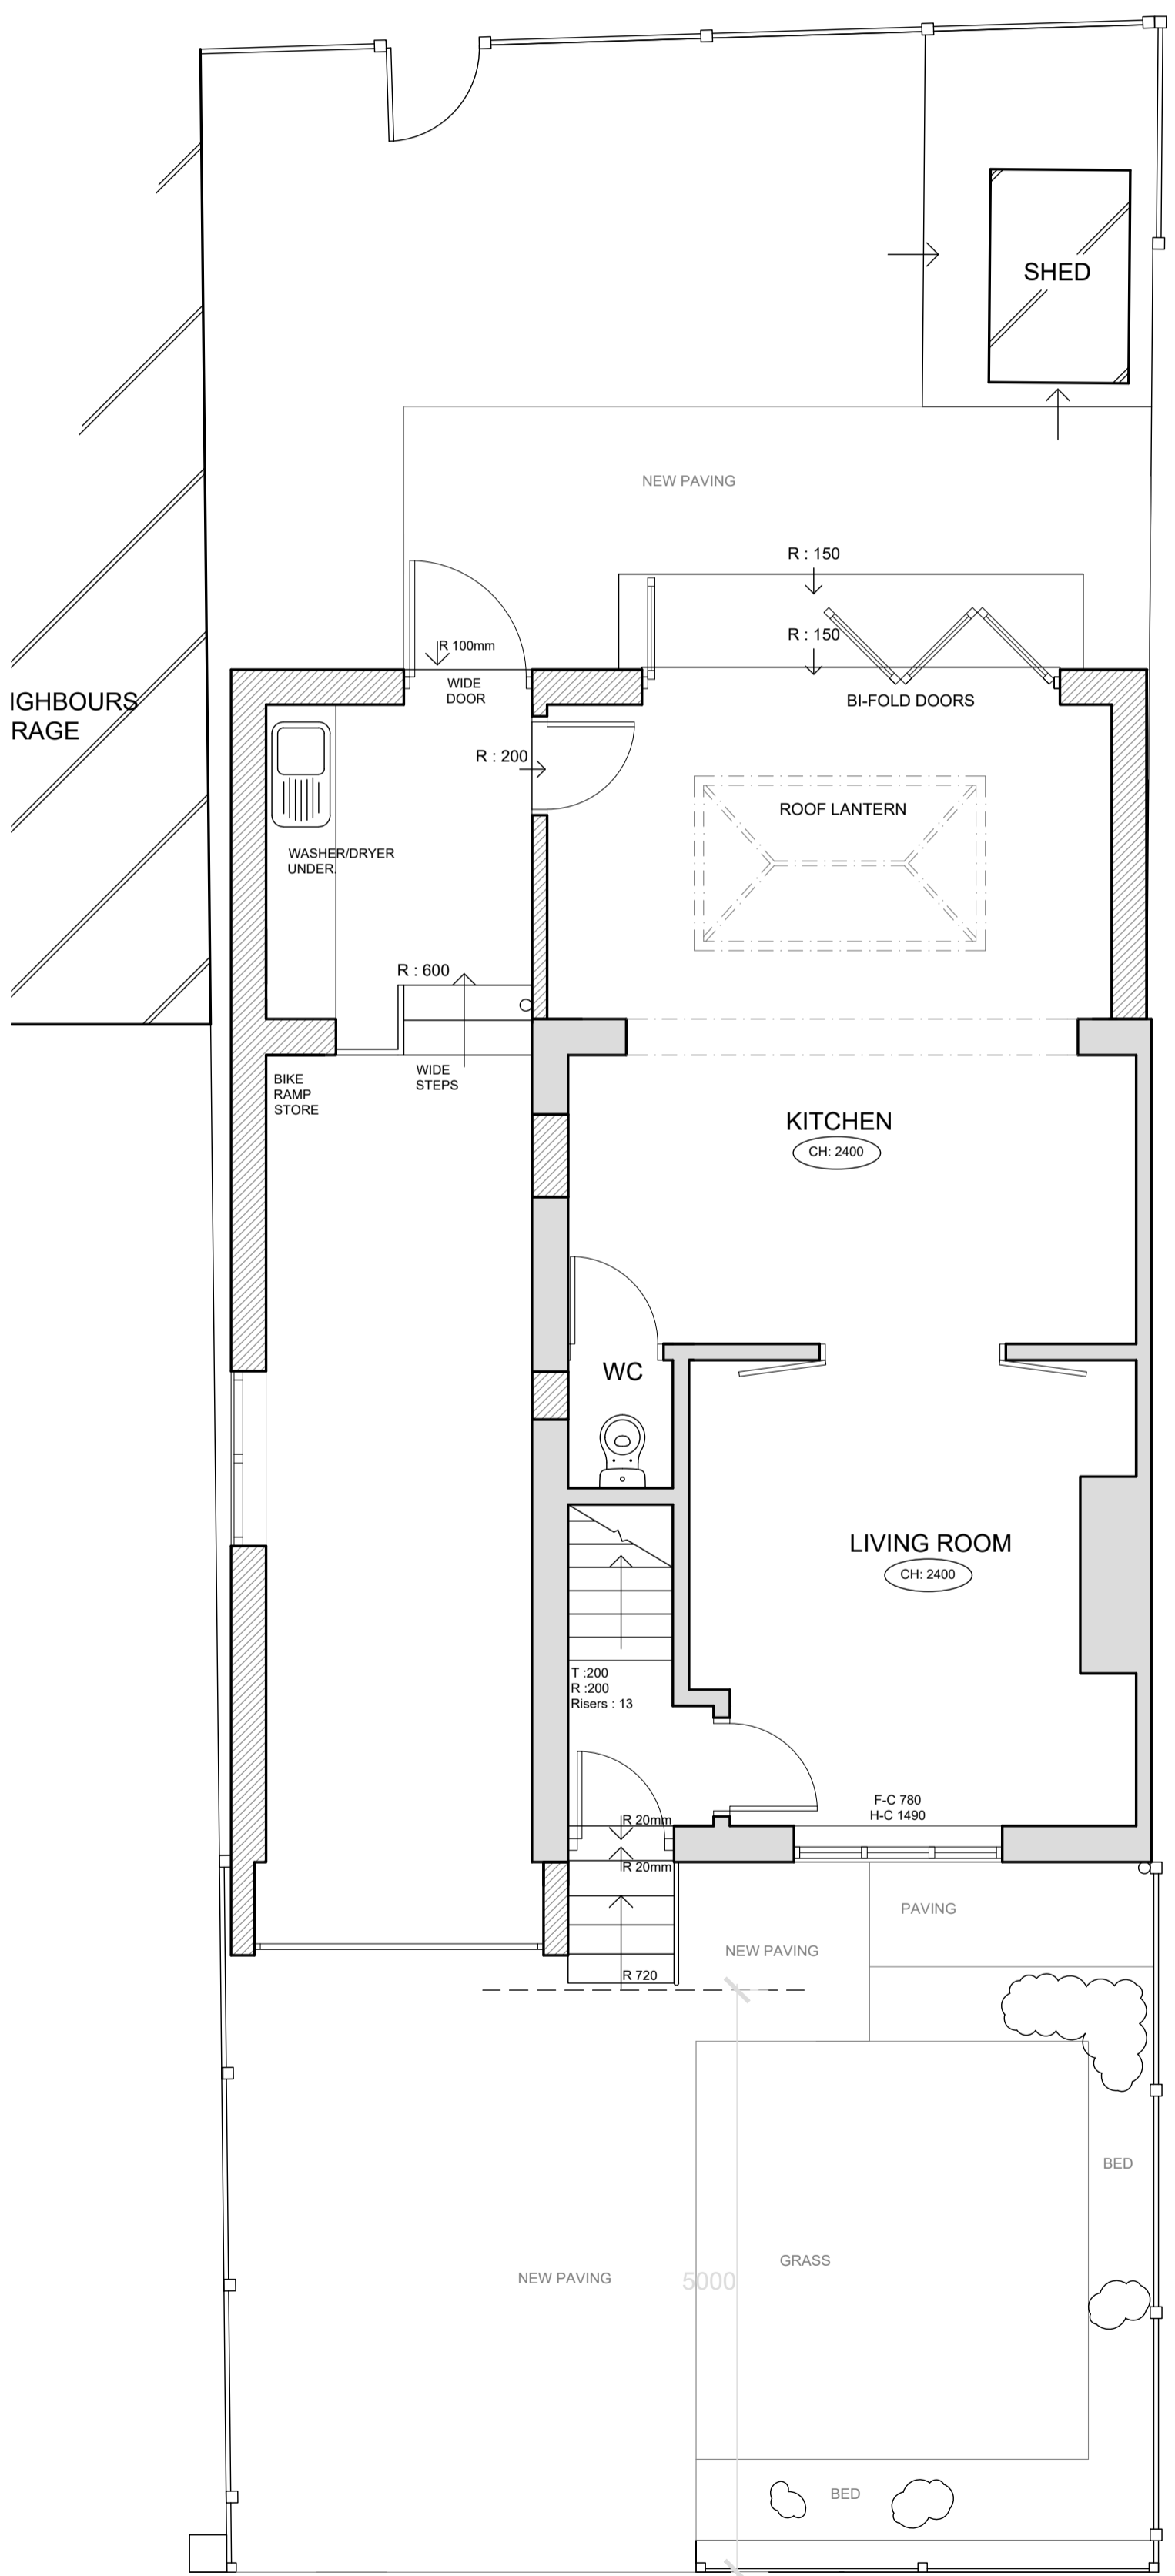 SHED
NEW PAVING
R : 150
R : 150
R 100mm
WIDE
DOOR
IGHBOURS
RAGE
BI-FOLD DOORS
R : 200
ROOF LANTERN
WASHER/DRYER
UNDER.
R : 600
WIDE
STEPS
BIKE
RAMP
STORE
KITCHEN
CH: 2400
WC
LIVING ROOM
CH: 2400
T :200
R :200
Risers : 13
F-C 780
H-C 1490
R 20mm
R 20mm
PAVING
NEW PAVING
R 720
BED
GRASS
NEW PAVING
5000
BED